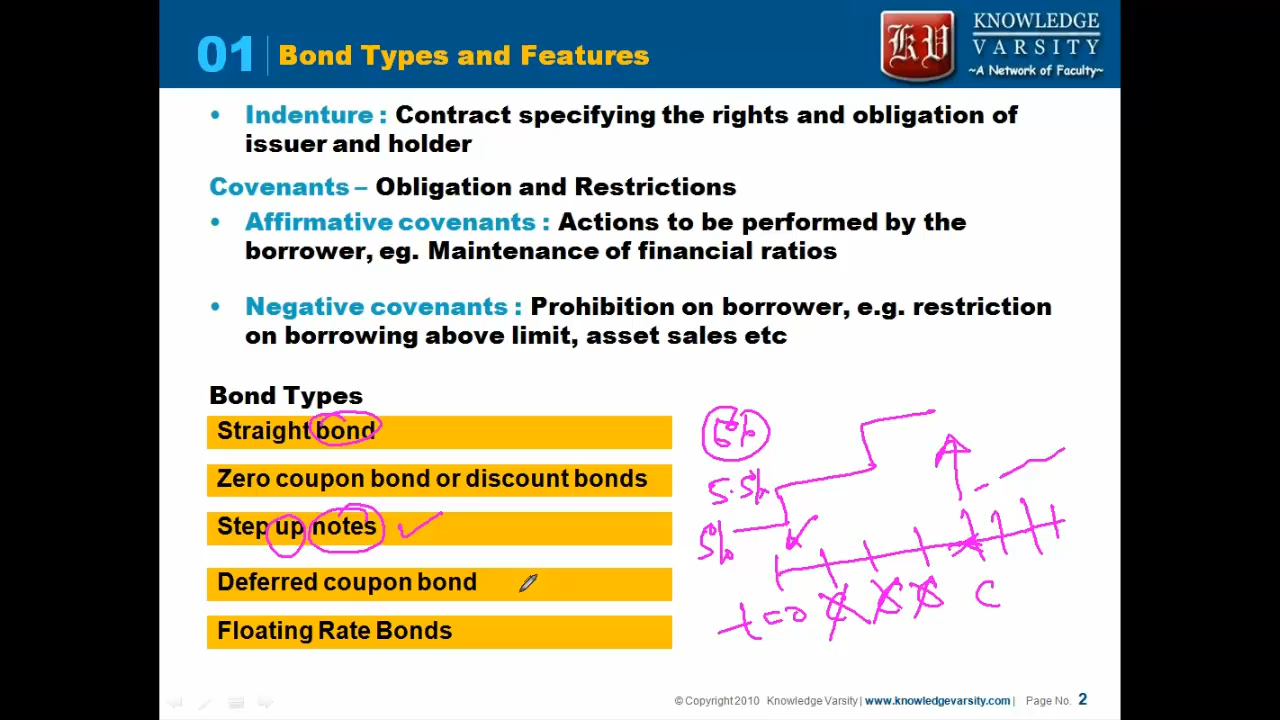 01 Bond Types and Features
KNOWLEDGE
VARSITY
~A Network of Faculty~
KV
• Indenture : Contract specifying the rights and obligation of
issuer and holder
Covenants – Obligation and Restrictions
• Affirmative covenants : Actions to be performed by the
borrower, eg. Maintenance of financial ratios
• Negative covenants : Prohibition on borrower, e.g. restriction
on borrowing above limit, asset sales etc
Bond Types
Straight bond
Zero coupon bond or discount bonds
Step up notes
Deferred coupon bond
Floating Rate Bonds
5.5%
5%
t=0
C
© Copyright 2010 Knowledge Varsity | www.knowledgevarsity.com | Page No. 2